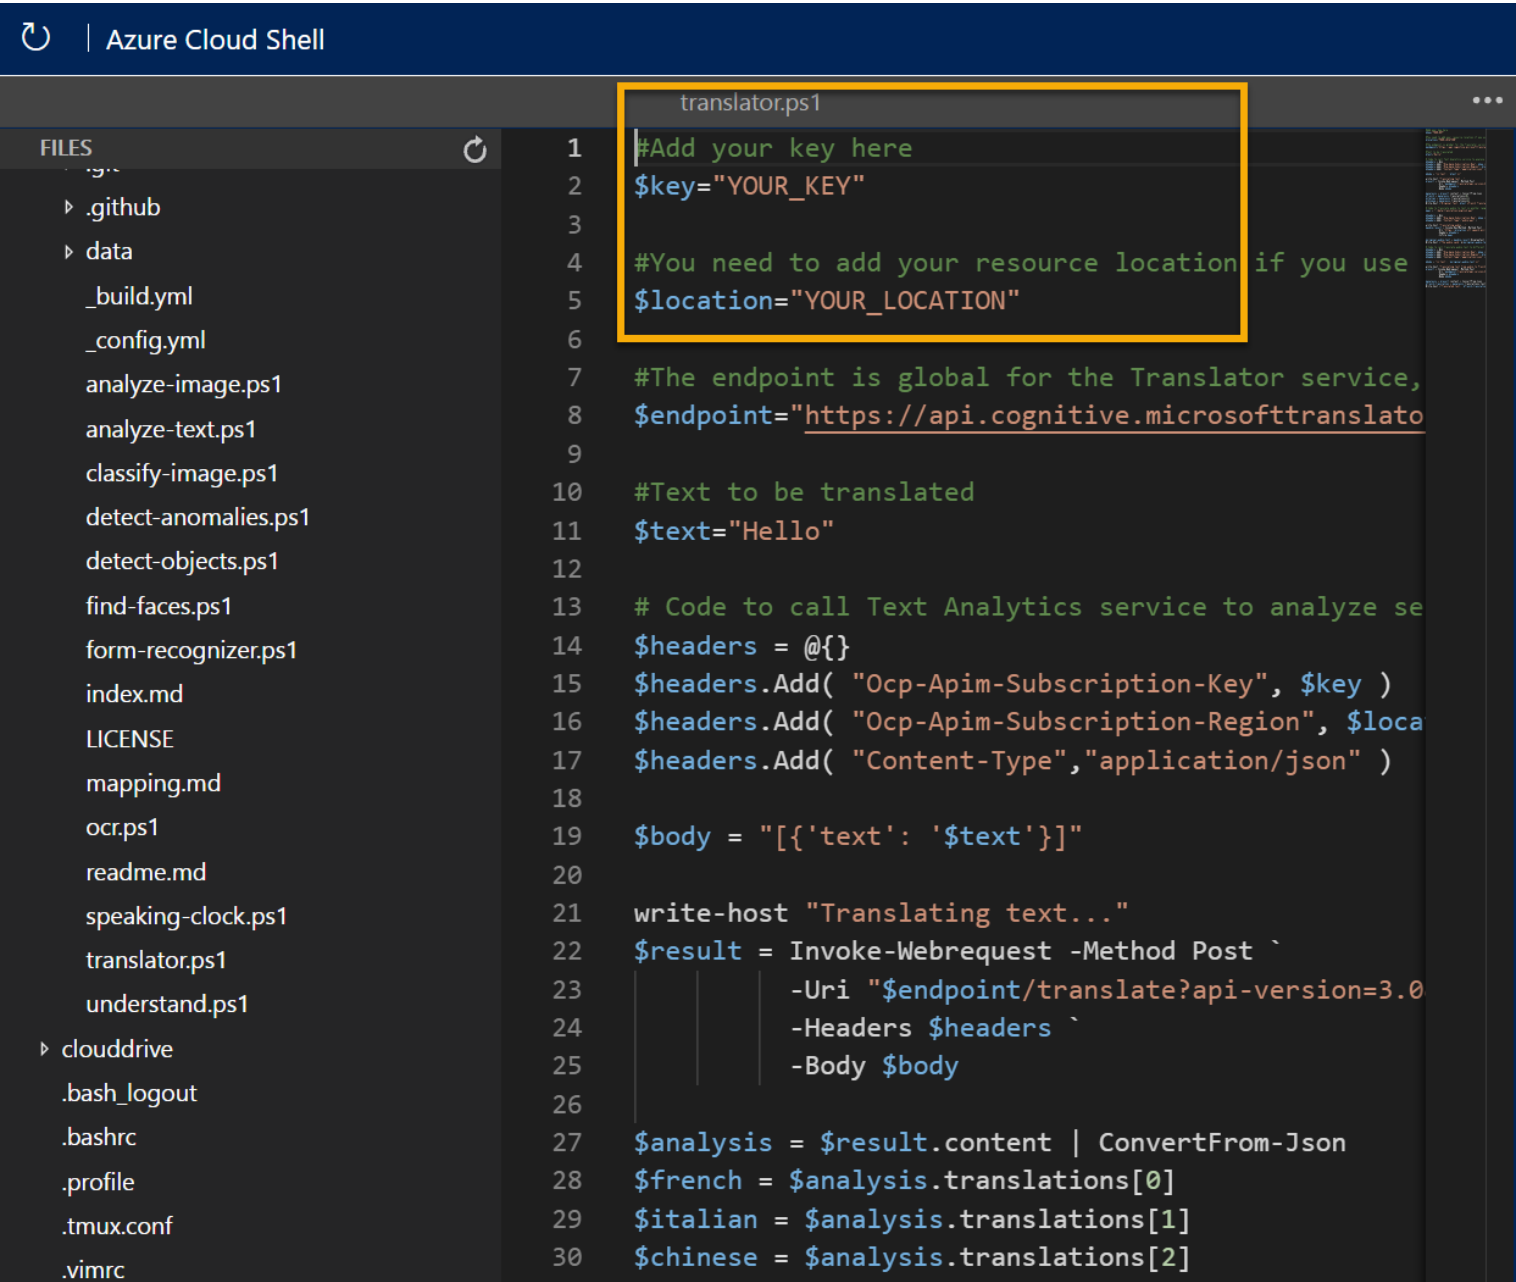 Azure Cloud Shell
translator.ps1
FILES
.github
data
_build.yml
_config.yml
analyze-image.ps1
analyze-text.ps1
classify-image.ps1
detect-anomalies.ps1
detect-objects.ps1
find-faces.ps1
form-recognizer.ps1
index.md
LICENSE
mapping.md
ocr.ps1
readme.md
speaking-clock.ps1
translator.ps1
understand.ps1
clouddrive
.bash_logout
.bashrc
.profile
.tmux.conf
.vimrc
1 #Add your key here
2 $key="YOUR_KEY"
3
4 #You need to add your resource location if you use
5 $location="YOUR_LOCATION"
6
7 #The endpoint is global for the Translator service,
8 $endpoint="https://api.cognitive.microsofttranslato
9
10 #Text to be translated
11 $text="Hello"
12
13 # Code to call Text Analytics service to analyze se
14 $headers = @{}
15 $headers.Add( "Ocp-Apim-Subscription-Key", $key )
16 $headers.Add( "Ocp-Apim-Subscription-Region", $loca
17 $headers.Add( "Content-Type","application/json" )
18
19 $body = "[{'text': '$text'}]"
20
21 write-host "Translating text..."
22 $result = Invoke-Webrequest -Method Post `
23 -Uri "$endpoint/translate?api-version=3.0
24 -Headers $headers `
25 -Body $body
26
27 $analysis = $result.content | ConvertFrom-Json
28 $french = $analysis.translations[0]
29 $italian = $analysis.translations[1]
30 $chinese = $analysis.translations[2]